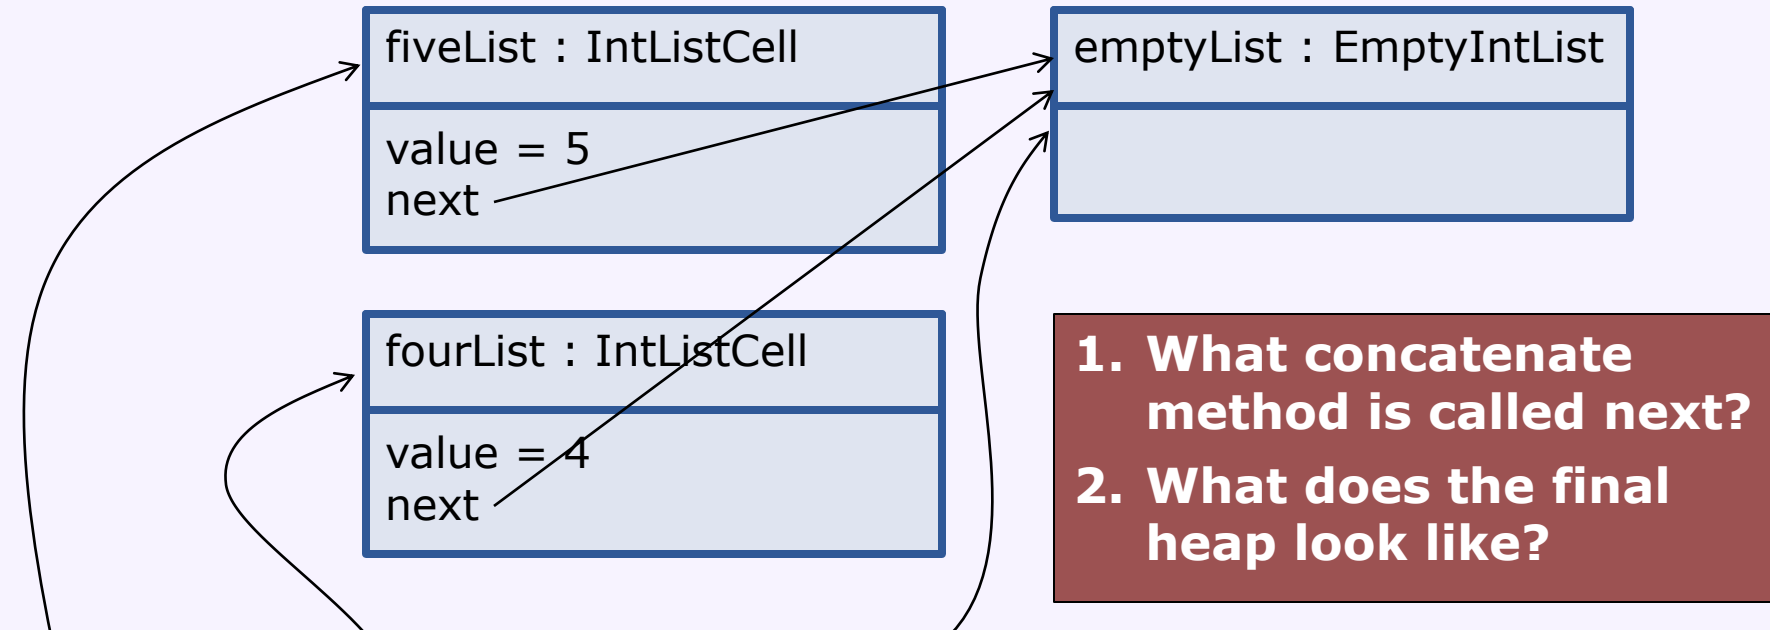 fiveList : IntListCell
value = 5
next
emptyList : EmptyIntList
fourList : IntListCell
value = 4
next
1. What concatenate
method is called next?
2. What does the final
heap look like?